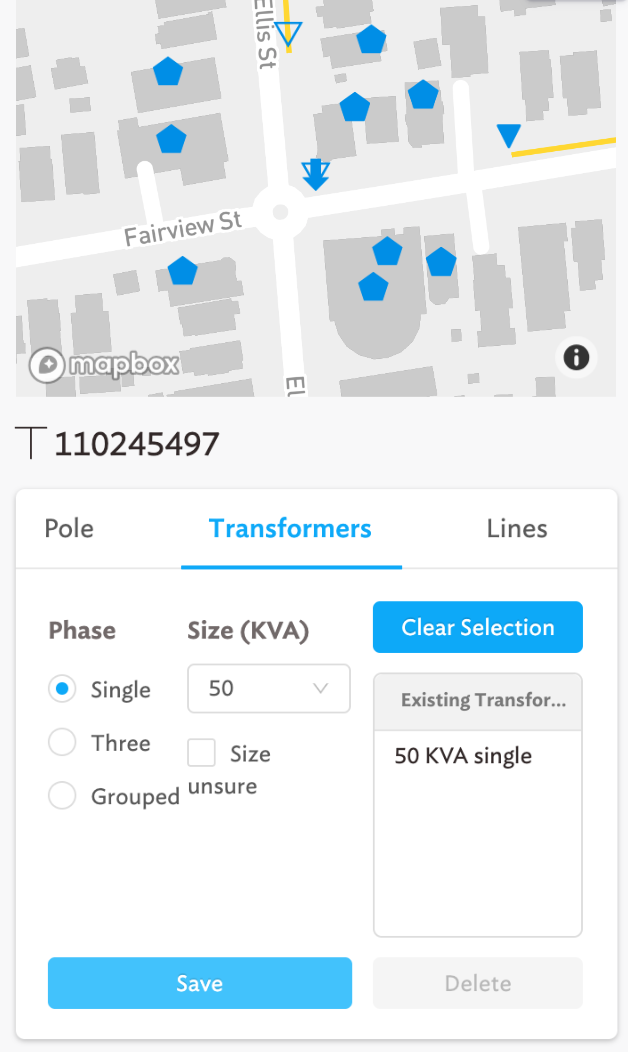 Ellis St
Fairview St
mapbox
El
110245497
Pole
Transformers
Lines
Phase
Size (KVA)
Clear Selection
Single
50
Existing Transfor...
Three
Size
unsure
50 KVA single
Grouped
Save
Delete